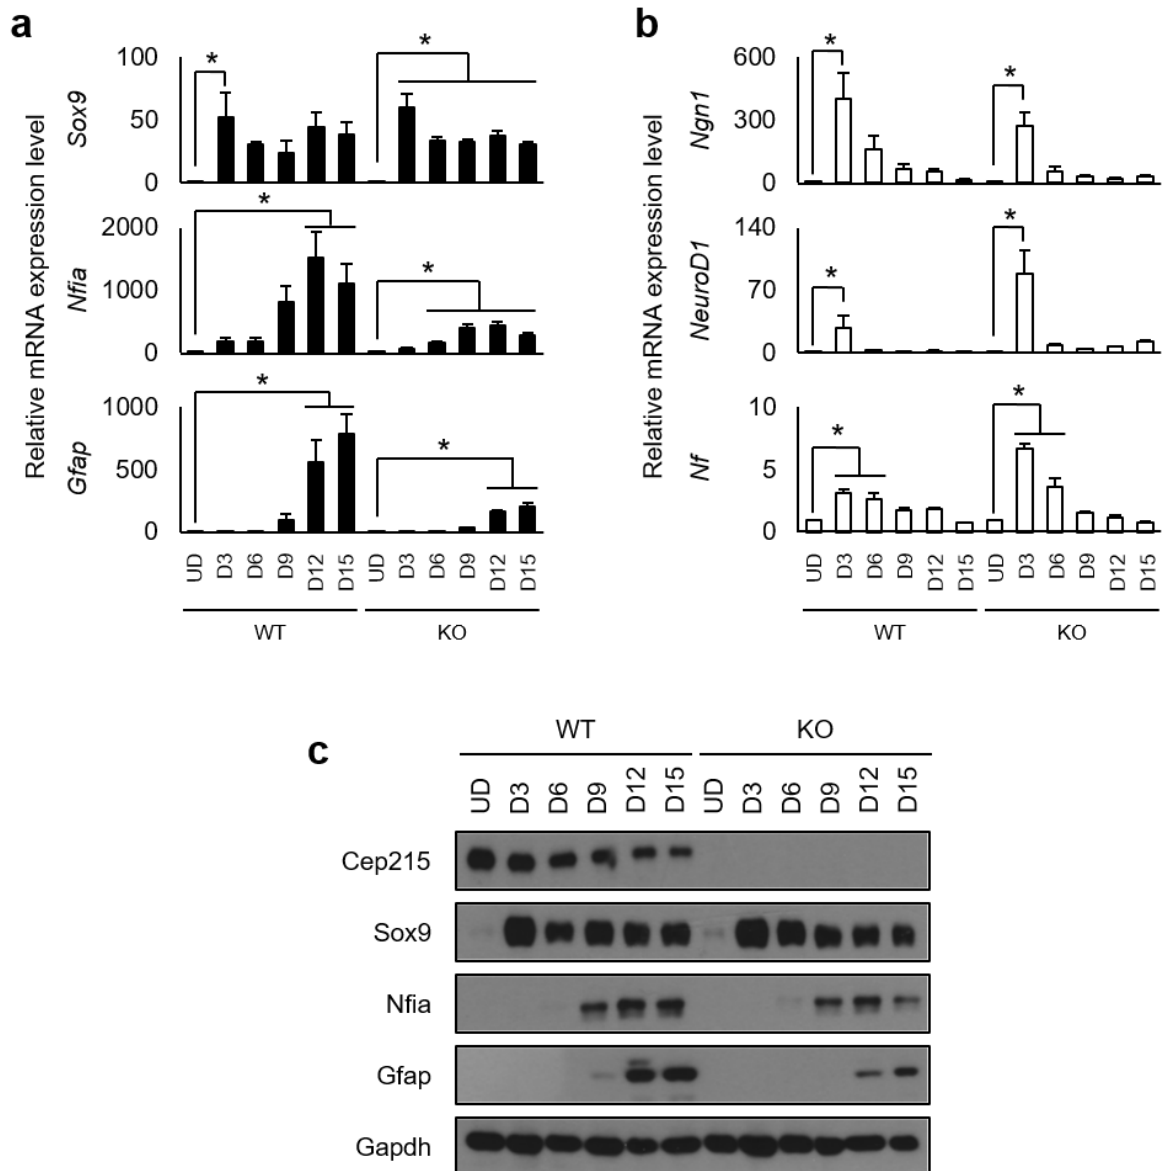 a
Relative mRNA expression level
Sox9
100
50
0
*
*
Nfia
2000
1000
0
*
*
Gfap
1000
500
0
*
*
UD D3 D6 D9 D12 D15 UD D3 D6 D9 D12 D15
WT KO
b
Relative mRNA expression level
Ngn1
600
300
0
*
*
NeuroD1
140
70
0
*
*
Nf
10
5
0
*
*
UD D3 D6 D9 D12 D15 UD D3 D6 D9 D12 D15
WT KO
c
WT KO
UD D3 D6 D9 D12 D15 UD D3 D6 D9 D12 D15
Cep215
Sox9
Nfia
Gfap
Gapdh